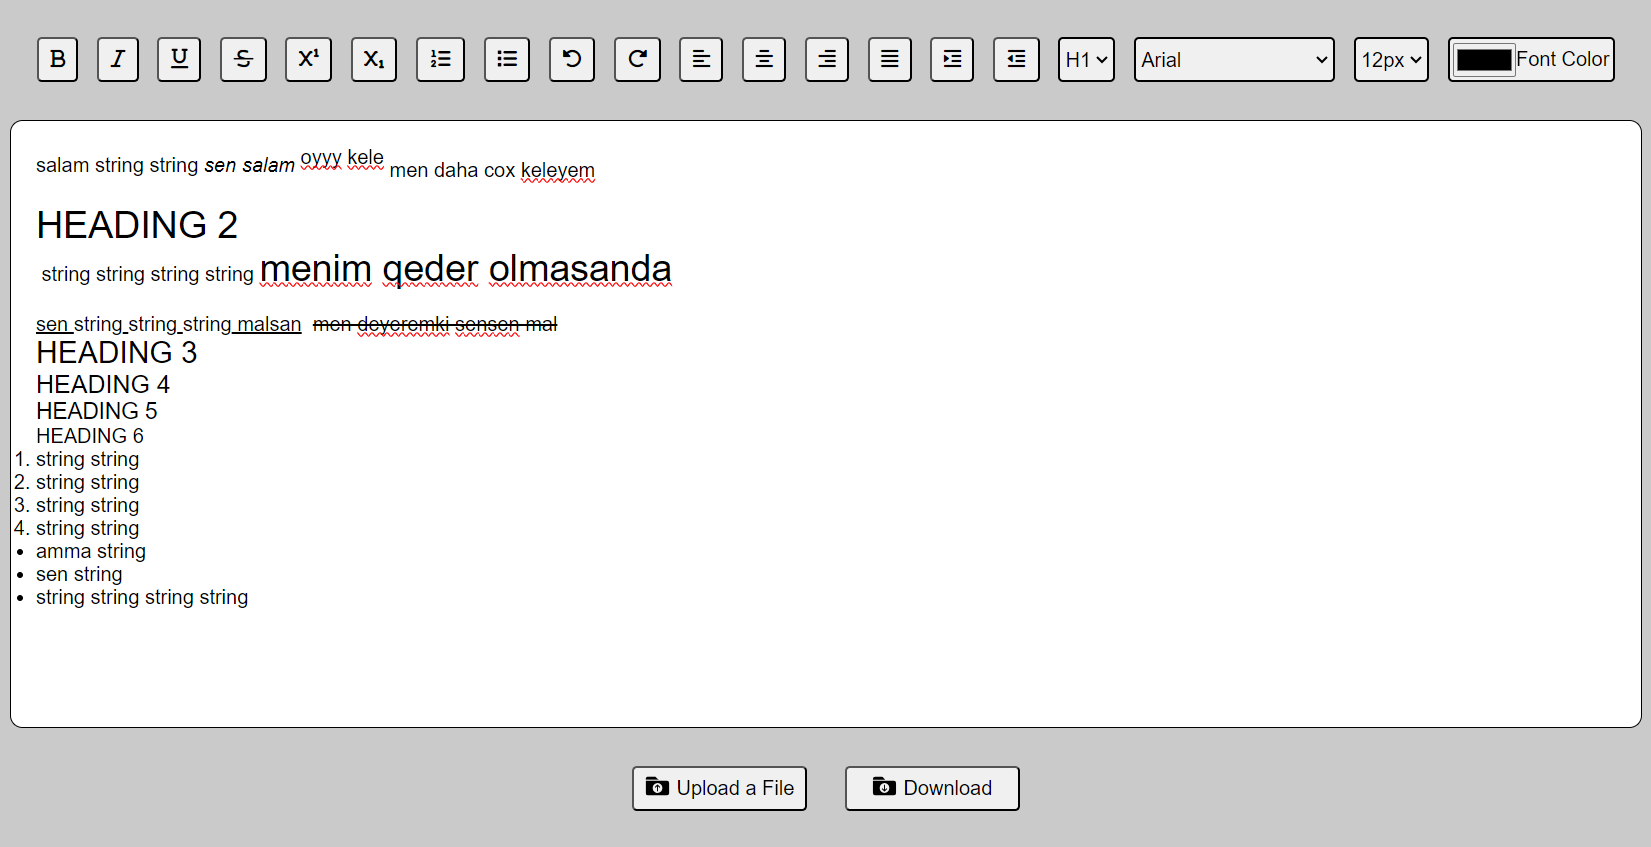 B I U S X¹ X₁ H1 Arial 12px Font Color
salam string string sen salam oyyy kele men daha cox keleyem
HEADING 2
string string string string menim qeder olmasanda
sen string string string malsan men deyeremki sensen mal
HEADING 3
HEADING 4
HEADING 5
HEADING 6
1. string string
2. string string
3. string string
4. string string
• amma string
• sen string
• string string string string
Upload a File Download